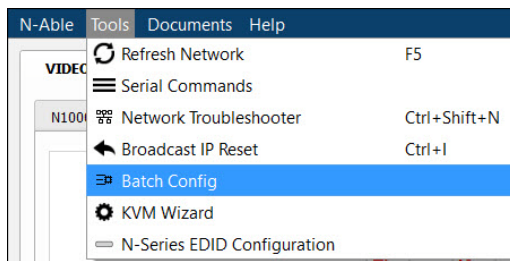 N-Able Tools Documents Help
Refresh Network F5
VIDEO
Serial Commands
N100
Network Troubleshooter Ctrl+Shift+N
Broadcast IP Reset Ctrl+I
Batch Config
KVM Wizard
N-Series EDID Configuration